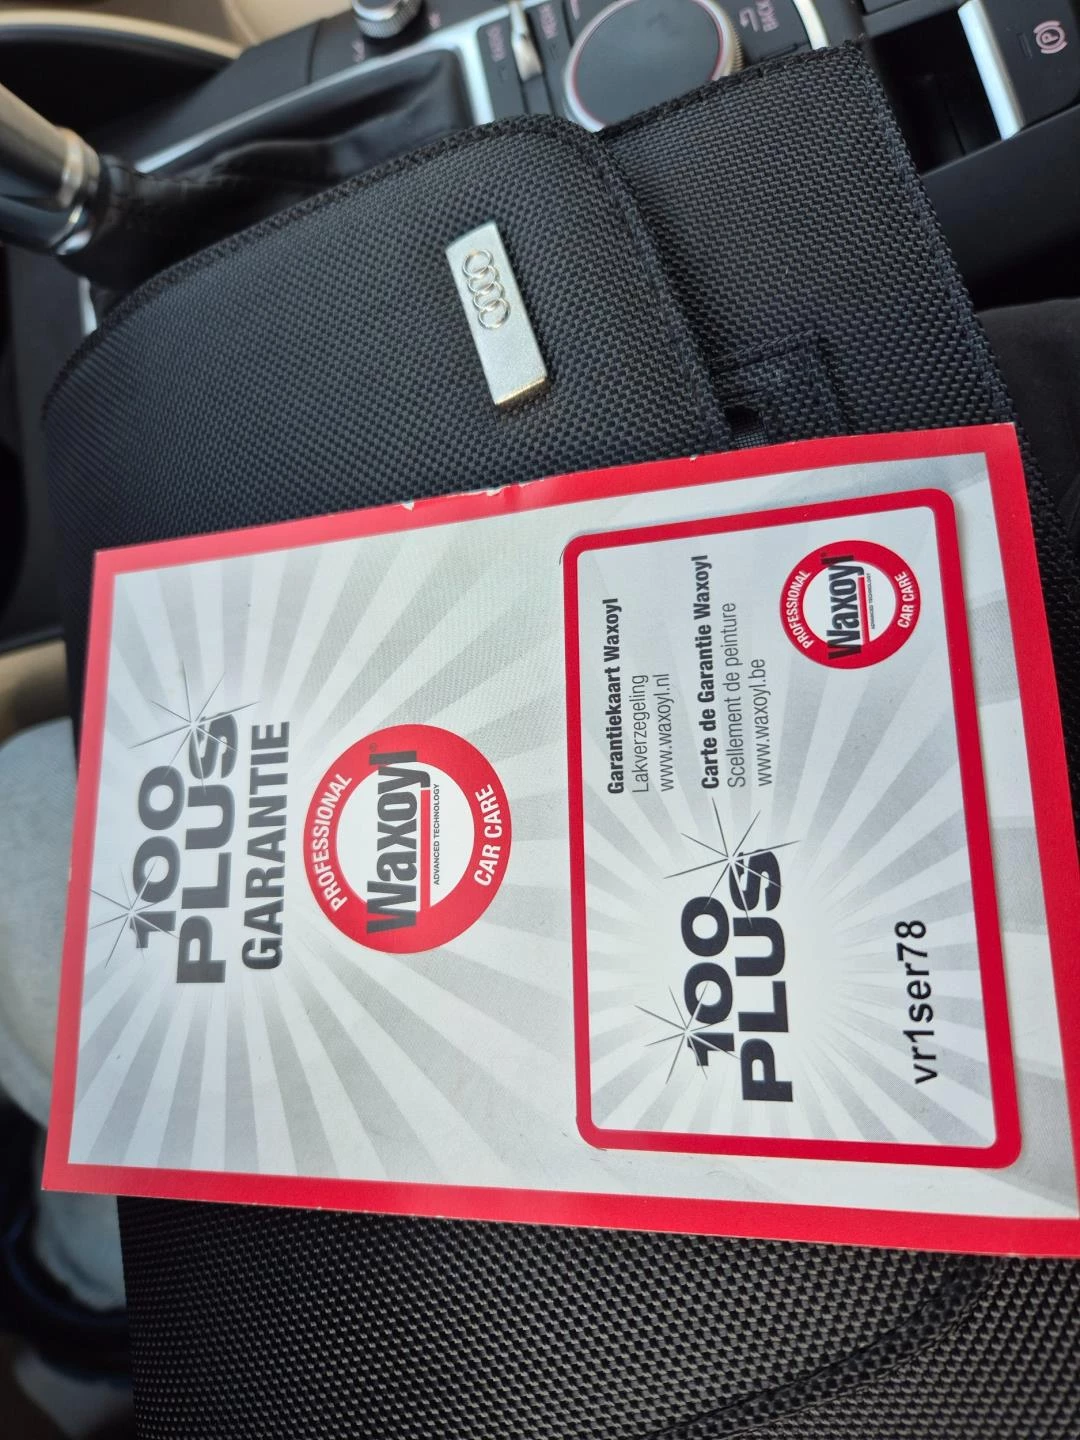 100
PLUS
GARANTIE
PROFESSIONAL
Waxoyl®
ADVANCED TECHNOLOGY
CAR CARE
Garantiekaart Waxoyl
Lakverzegeling
www.waxoyl.nl
Carte de Garantie Waxoyl
Scellement de peinture
www.waxoyl.be
PROFESSIONAL
Waxoyl®
ADVANCED TECHNOLOGY
CAR CARE
100
PLUS
vr1ser78
BACK